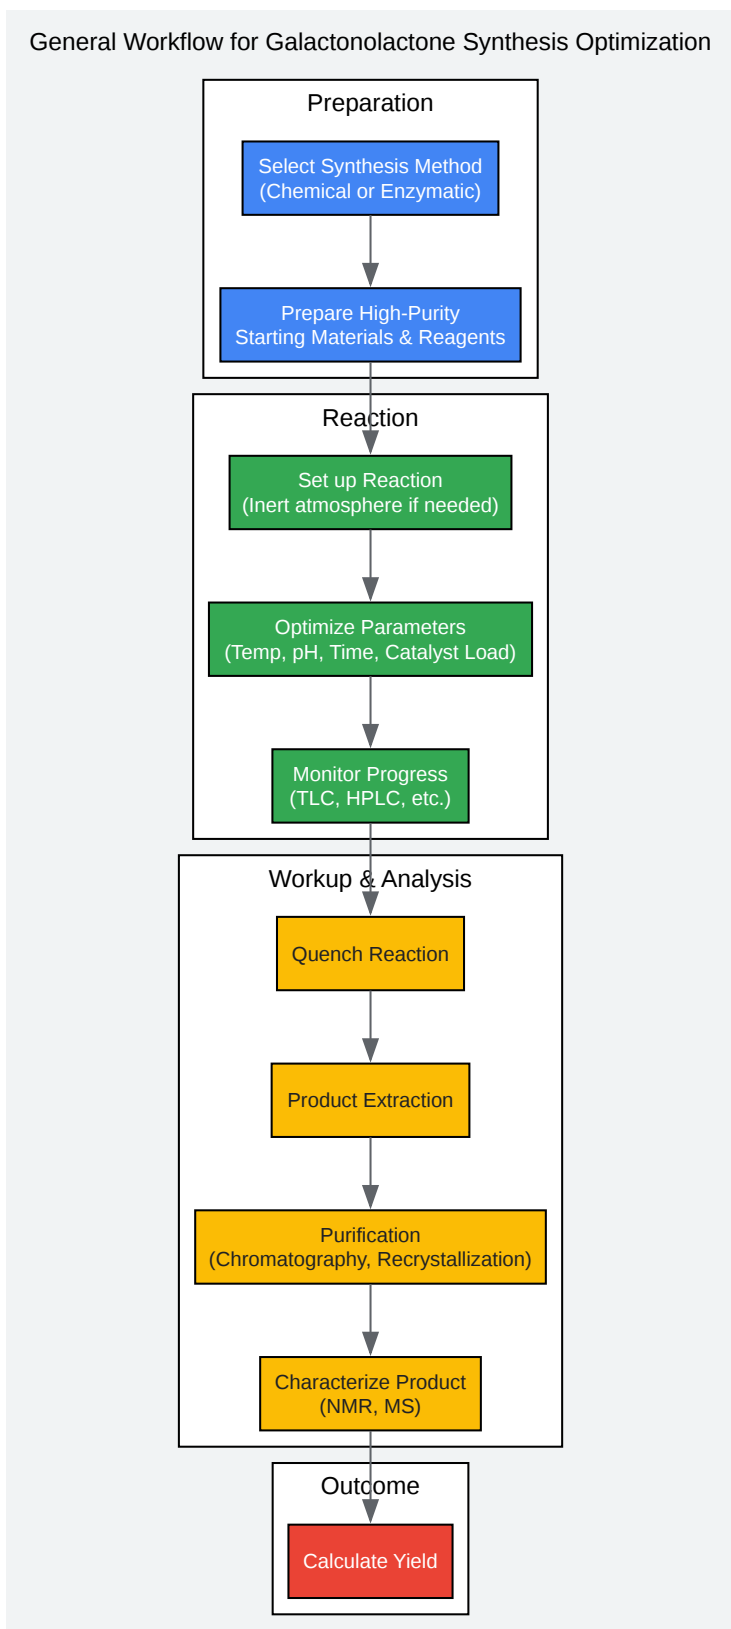 General Workflow for Galactonolactone Synthesis Optimization
Preparation
Select Synthesis Method
(Chemical or Enzymatic)
Prepare High-Purity
Starting Materials & Reagents
Reaction
Set up Reaction
(Inert atmosphere if needed)
Optimize Parameters
(Temp, pH, Time, Catalyst Load)
Monitor Progress
(TLC, HPLC, etc.)
Workup & Analysis
Quench Reaction
Product Extraction
Purification
(Chromatography, Recrystallization)
Characterize Product
(NMR, MS)
Outcome
Calculate Yield